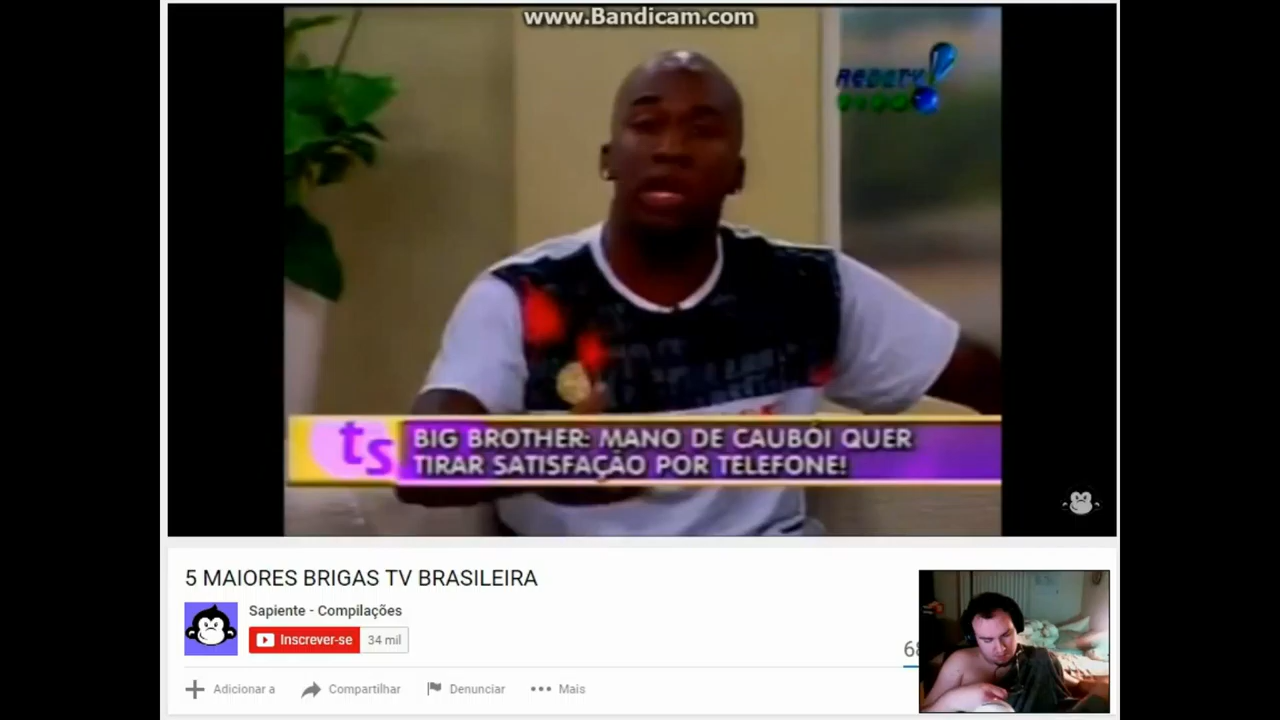 www.Bandicam.com
REDETV
ts
BIG BROTHER: MANO DE CAUBÓI QUER
TIRAR SATISFAÇÃO POR TELEFONE!
5 MAIORES BRIGAS TV BRASILEIRA
Sapiente - Compilações
Inscrever-se 34 mil
Adicionar a Compartilhar Denunciar Mais